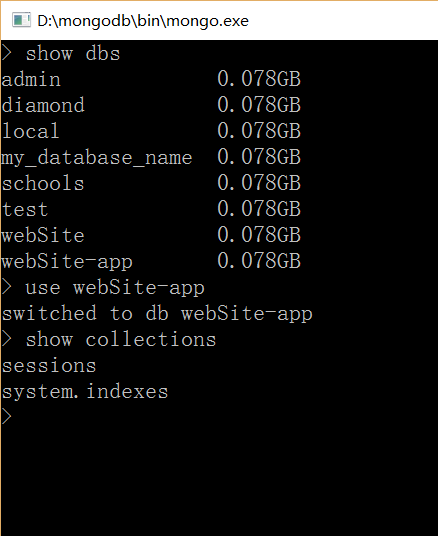 D:\mongodb\bin\mongo.exe
> show dbs
admin             0.078GB
diamond           0.078GB
local             0.078GB
my_database_name  0.078GB
schools           0.078GB
test              0.078GB
webSite           0.078GB
webSite-app       0.078GB
> use webSite-app
switched to db webSite-app
> show collections
sessions
system.indexes
>